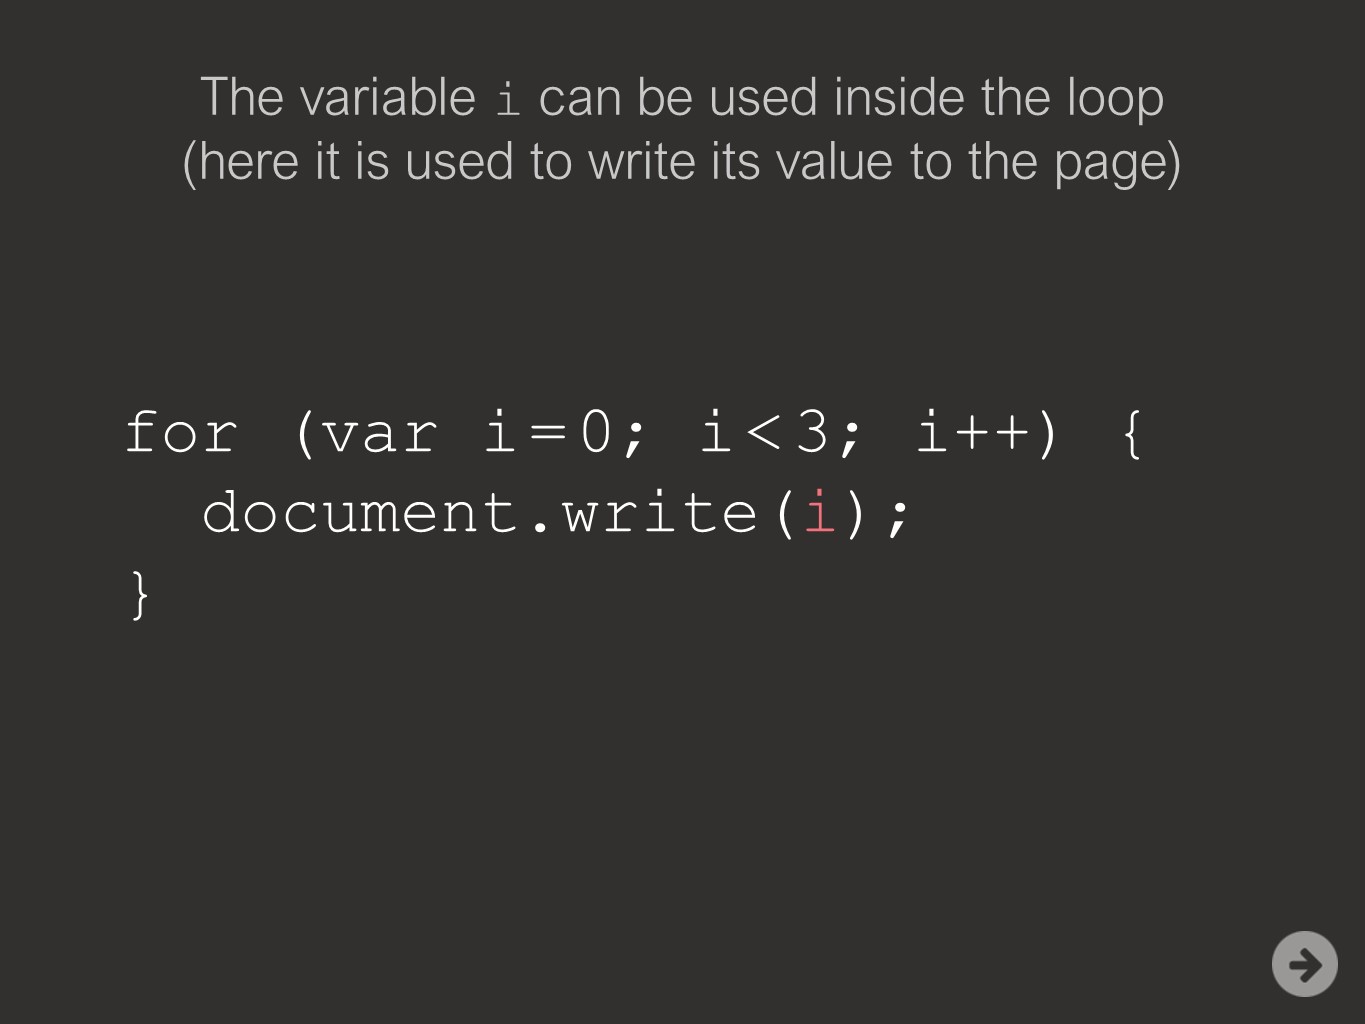 The variable i can be used inside the loop
(here it is used to write its value to the page)
for (var i=0; i<3; i++) {
  document.write(i);
}